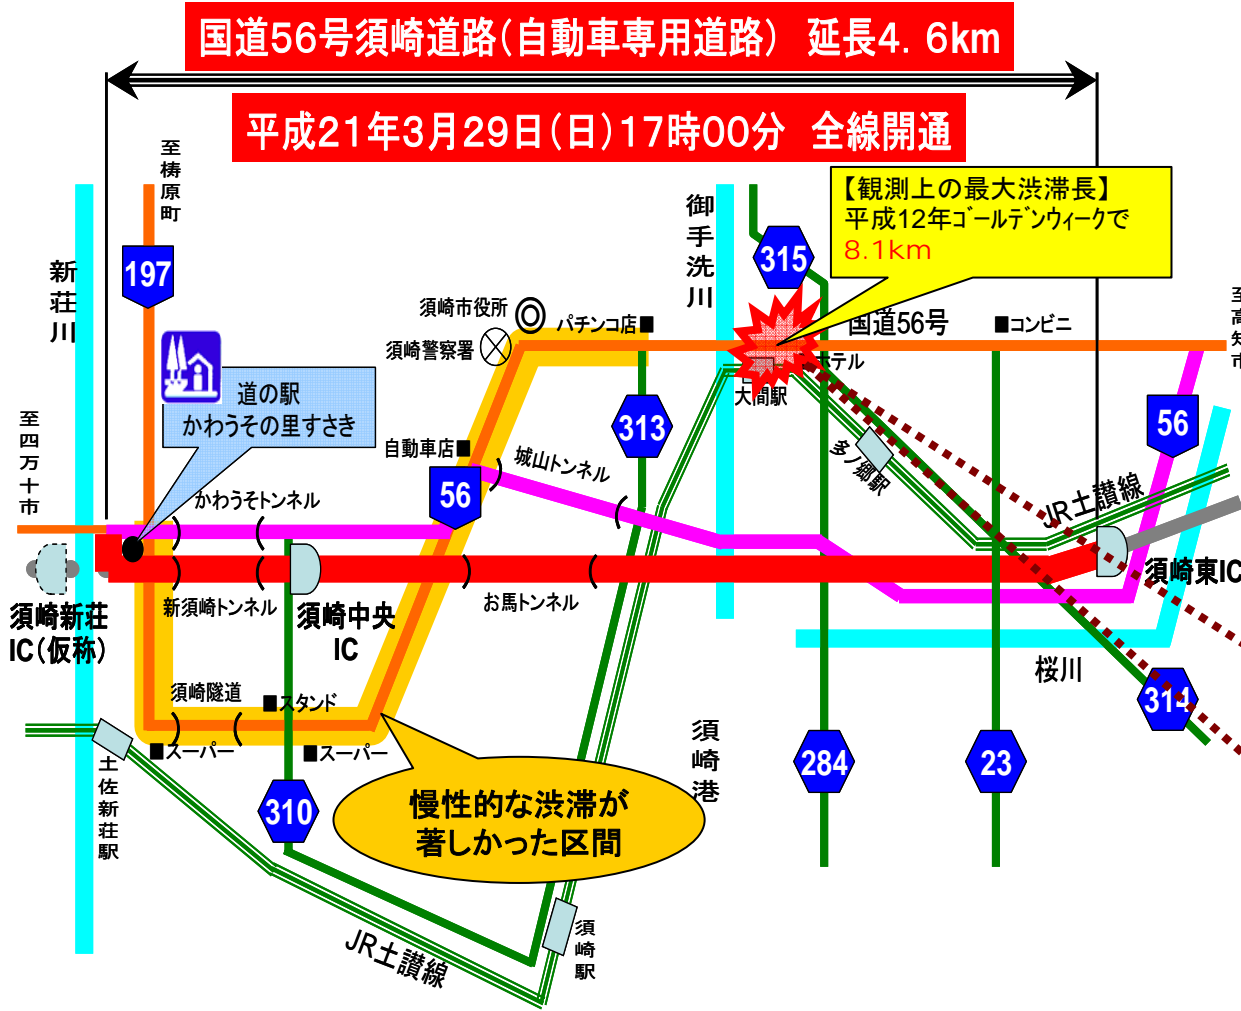 国道56号須崎道路(自動車専用道路) 延長4.6km
平成21年3月29日(日)17時00分 全線開通
至梼原町
【観測上の最大渋滞長】
平成12年ゴールデンウィークで
8.1km
御手洗川
新荘川
197
315
至高知市
須崎市役所
パチンコ店■
国道56号
■コンビニ
須崎警察署
ホテル
大間駅
道の駅
かわうその里すさき
至四万十市
313
56
自動車店■
城山トンネル
多ノ郷駅
56
かわうそトンネル
JR土讃線
須崎新荘
IC(仮称)
新須崎トンネル
須崎中央
IC
お馬トンネル
須崎東IC
桜川
須崎隧道
■スタンド
314
■スーパー
■スーパー
須崎港
土佐新荘駅
284
23
310
慢性的な渋滞が
著しかった区間
須崎駅
JR土讃線